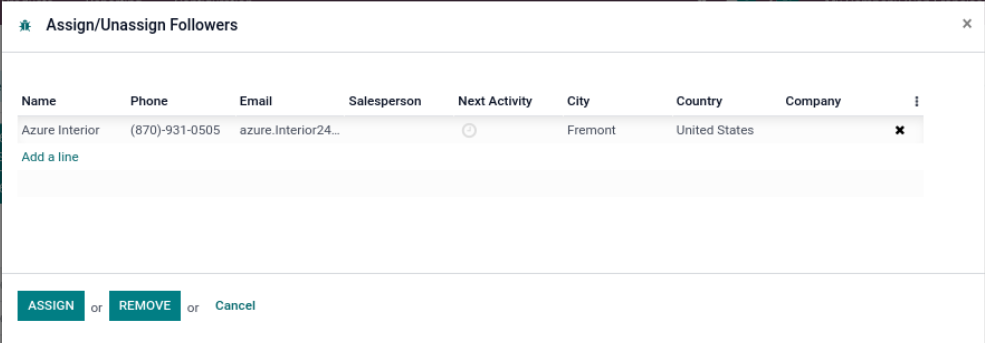 Assign/Unassign Followers
Name Phone Email Salesperson Next Activity City Country Company
Azure Interior (870)-931-0505 azure.Interior24... Fremont United States
Add a line
ASSIGN or REMOVE or Cancel